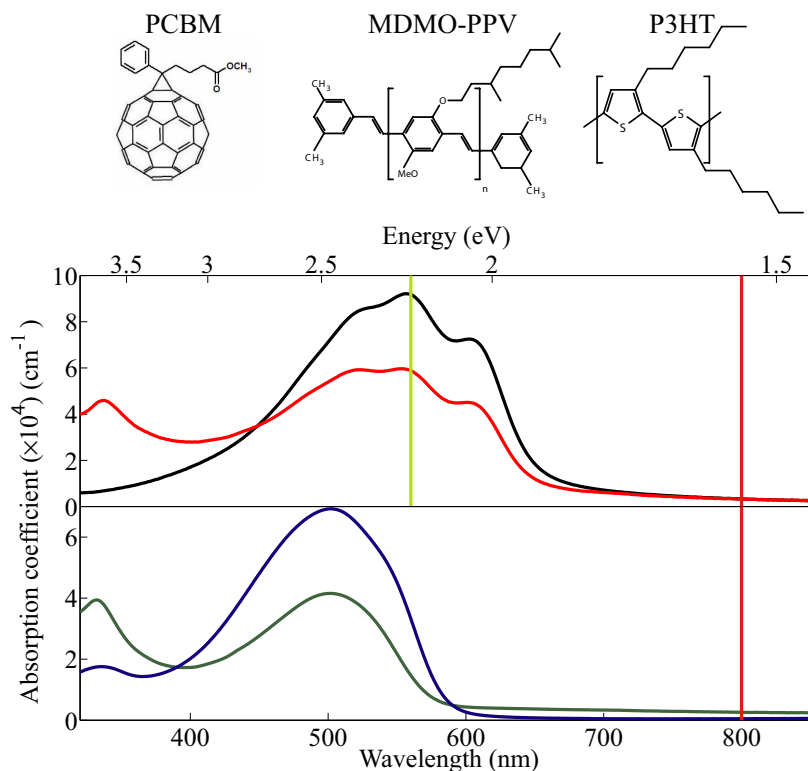 PCBM MDMO-PPV P3HT
OCH3
O
CH3
CH3
O
MeO
n
CH3
CH3
S
S
Energy (eV)
3.5 3 2.5 2 1.5
Absorption coefficient (×10⁴) (cm⁻¹)
10
8
6
4
2
0
6
4
2
0
400 500 600 700 800
Wavelength (nm)